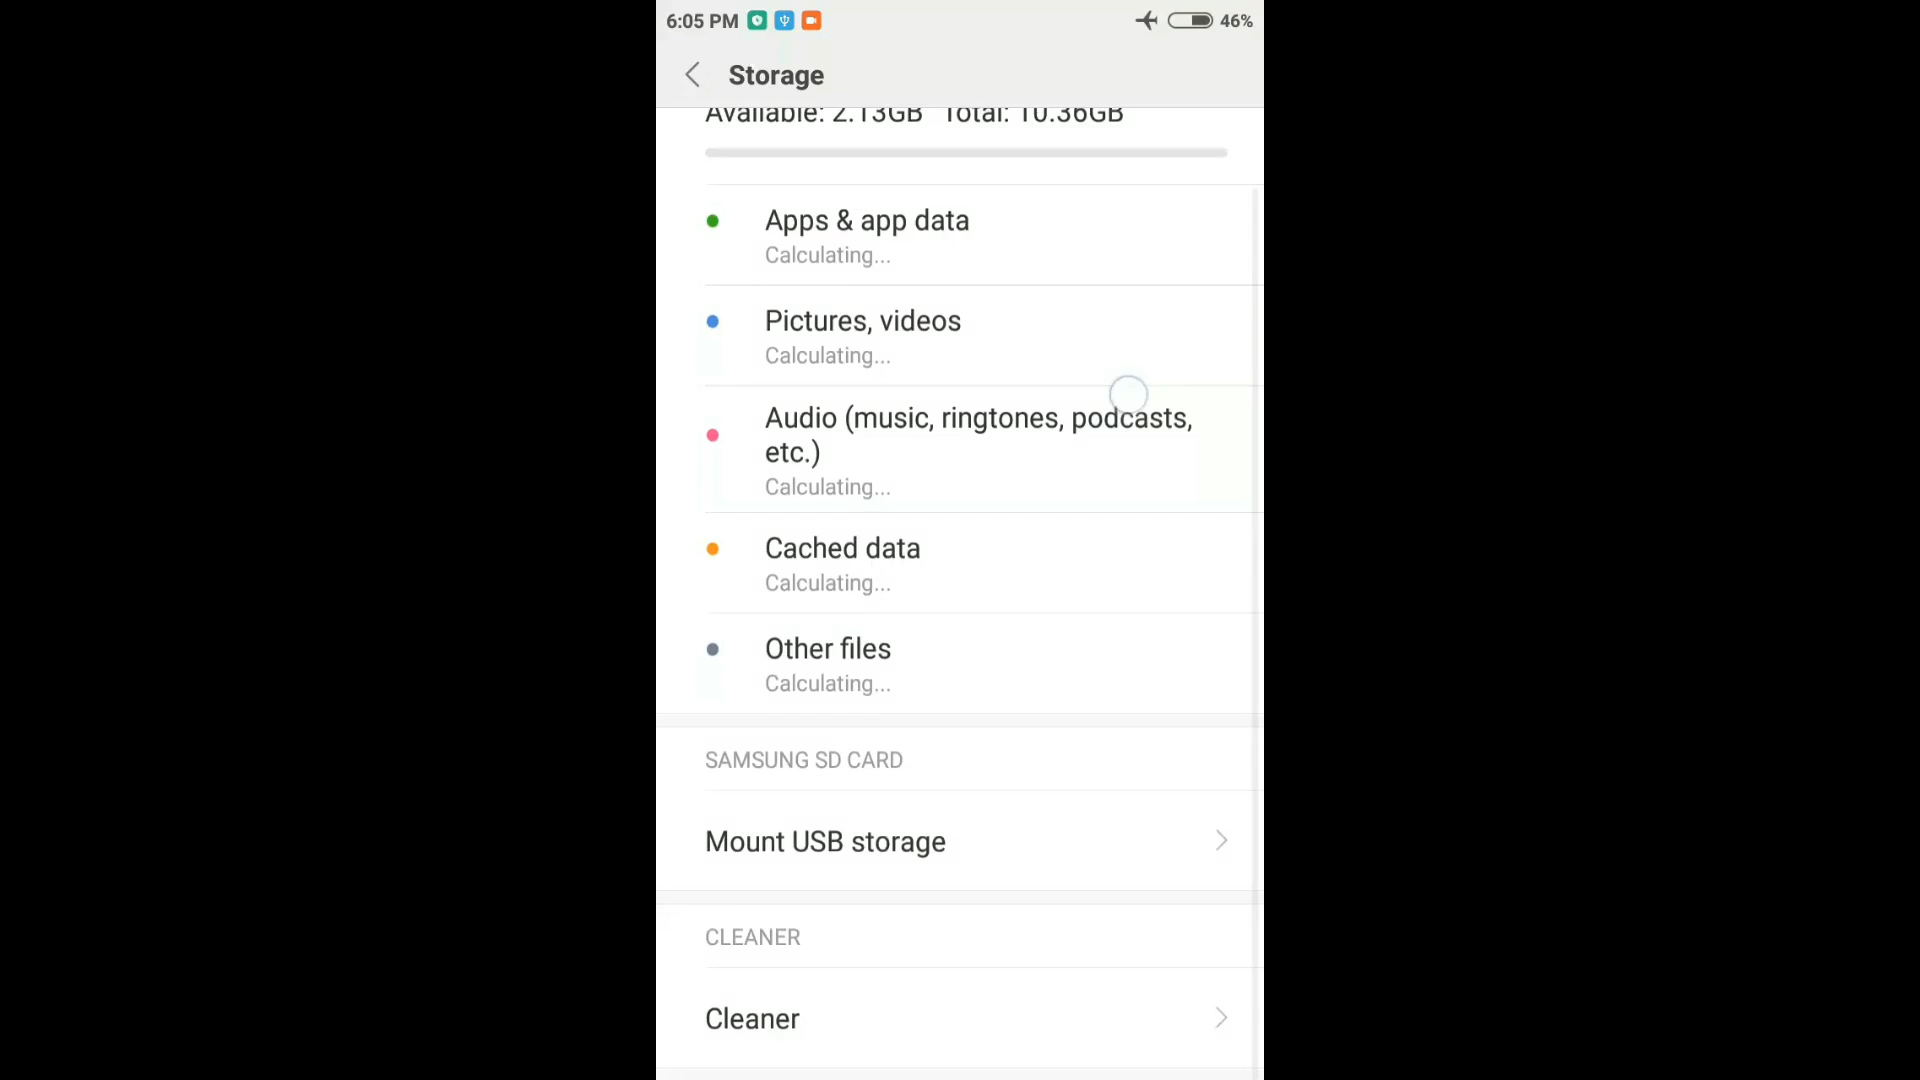 6:05 PM 46%
Storage
Available: 2.13GB Total: 10.36GB
Apps & app data
Calculating...
Pictures, videos
Calculating...
Audio (music, ringtones, podcasts,
etc.)
Calculating...
Cached data
Calculating...
Other files
Calculating...
SAMSUNG SD CARD
Mount USB storage
CLEANER
Cleaner